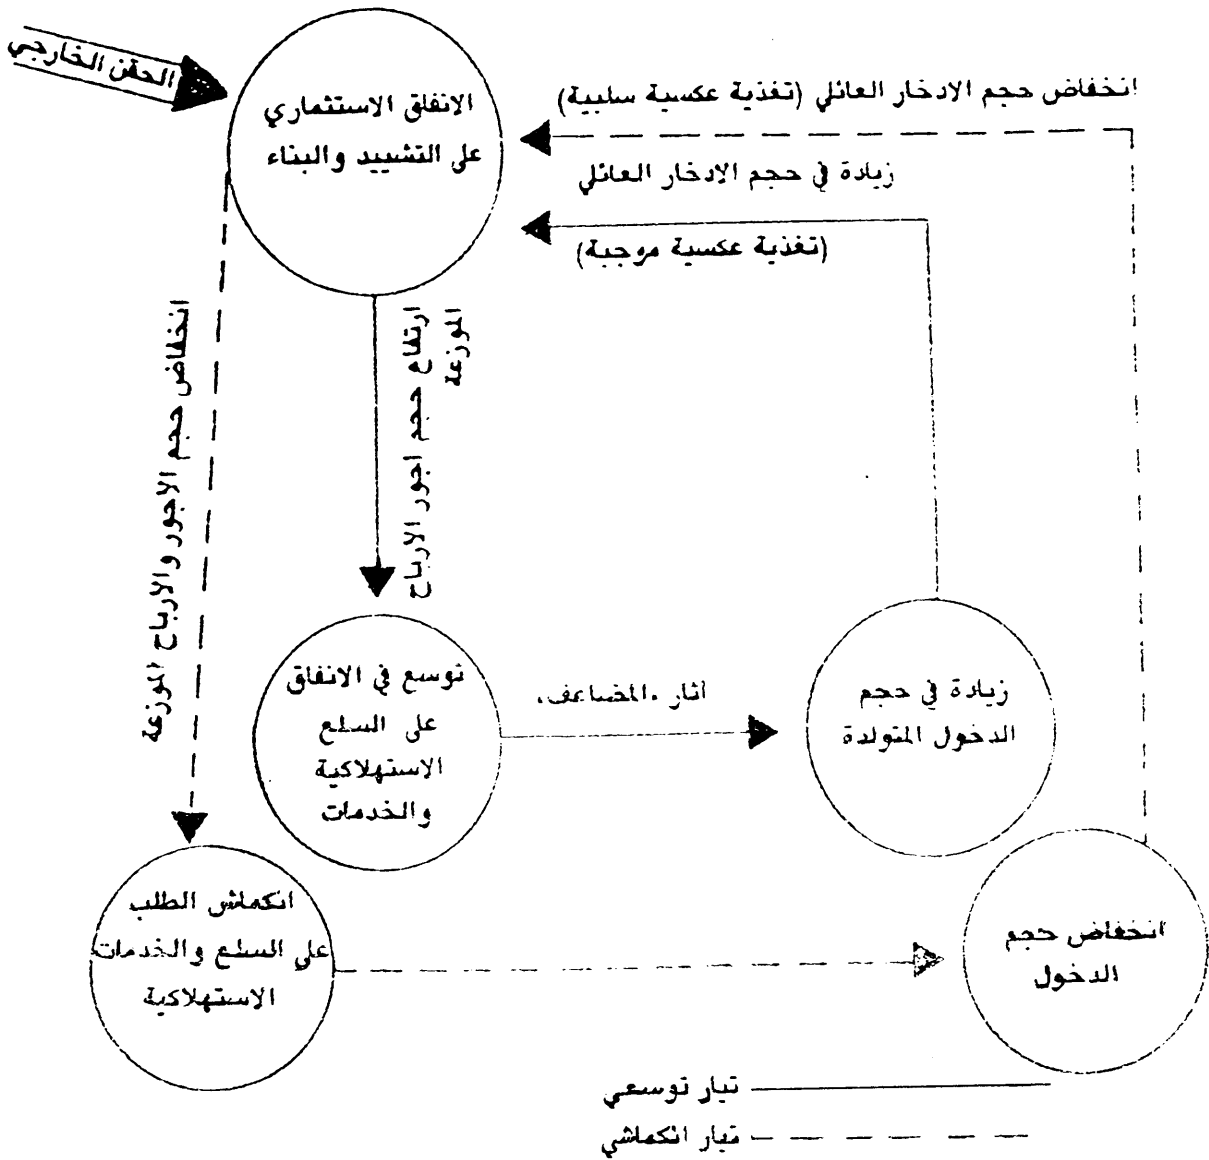 الحقن الخارجي
الانفاق الاستثماري
على التشييد والبناء
انخفاض حجم الادخار العائلي (تغذية عكسية سلبية)
زيادة في حجم الادخار العائلي
(تغذية عكسية موجبة)
ارتفاع حجم اجور الارباح
الموزعة
انخفاض حجم الاجور والارباح الموزعة
توسع في الانفاق
على السلع
الاستهلاكية
والخدمات
آثار «المضاعف»
زيادة في حجم
الدخول المتولدة
انكماش الطلب
على السلع والخدمات
الاستهلاكية
انخفاض حجم
الدخول
تيار توسعي
تيار انكماشي